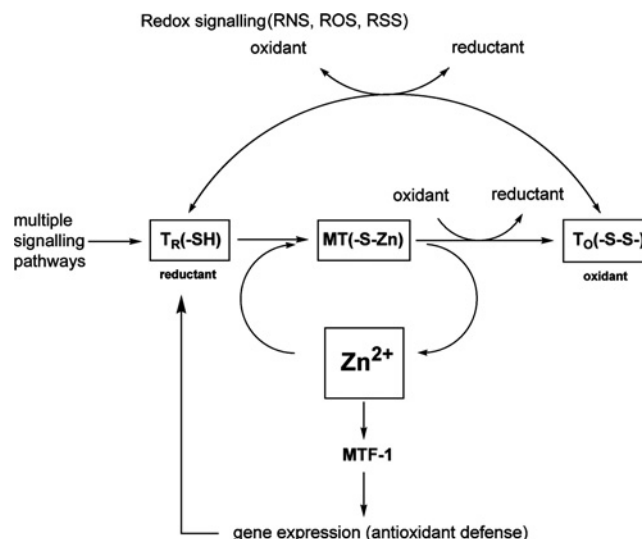 Redox signalling(RNS, ROS, RSS)
oxidant
reductant
oxidant
reductant
multiple
signalling
pathways
T_R(-SH)
reductant
MT(-S-Zn)
T_O(-S-S-)
oxidant
Zn²⁺
MTF-1
gene expression (antioxidant defense)